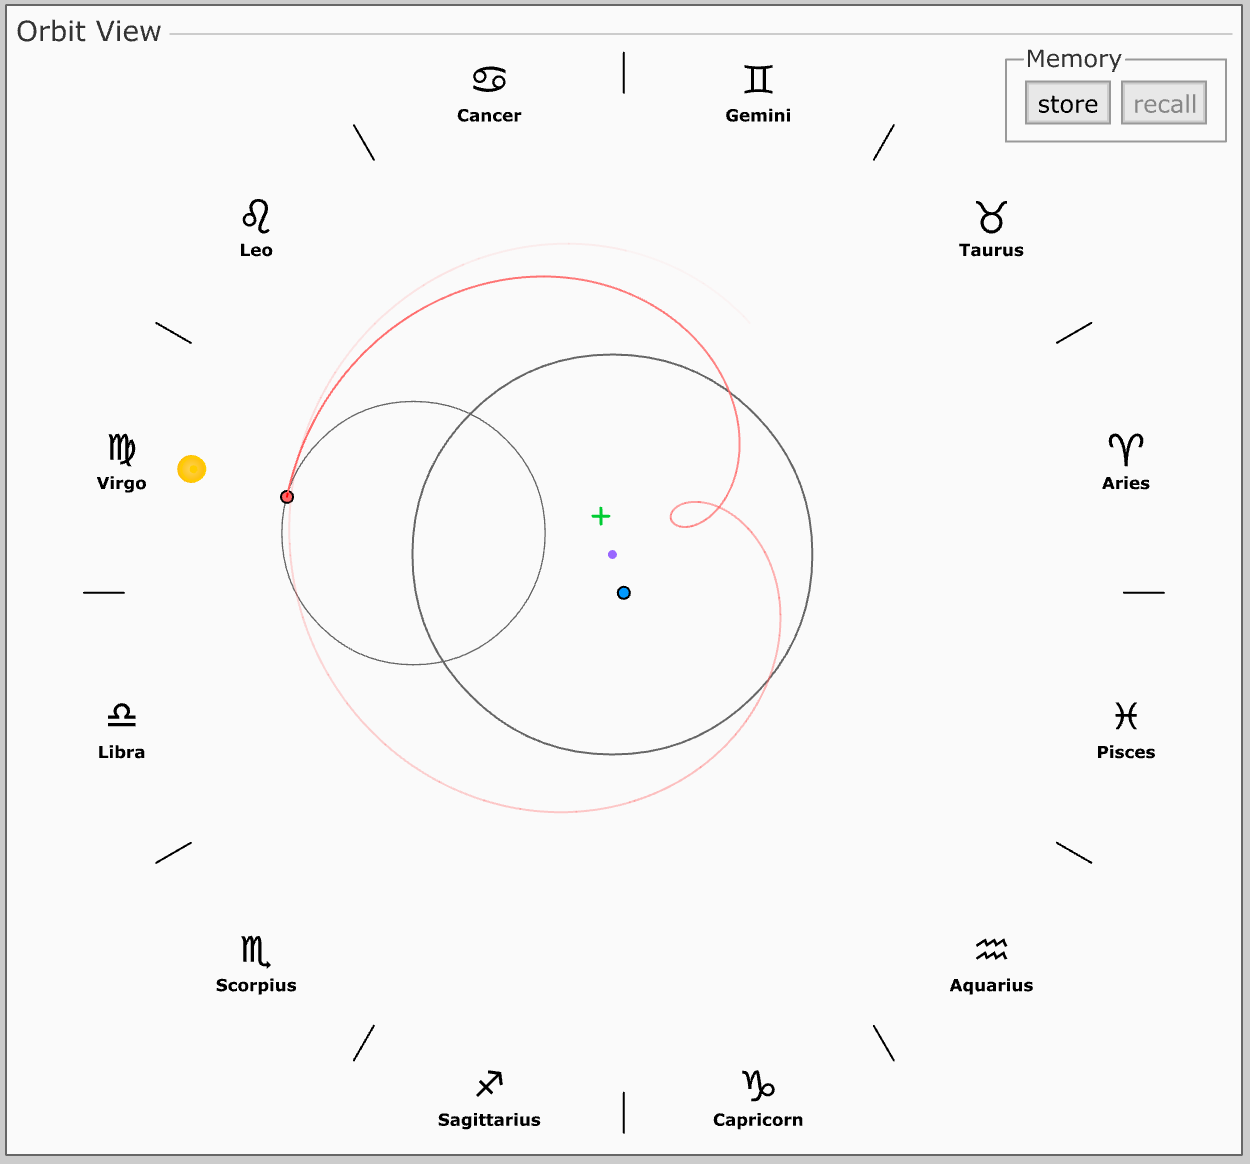 Orbit View
Memory
store
recall
♋
Cancer
♊
Gemini
♌
Leo
♉
Taurus
♍
Virgo
♈
Aries
♎
Libra
♓
Pisces
♏
Scorpius
♒
Aquarius
♐
Sagittarius
♑
Capricorn